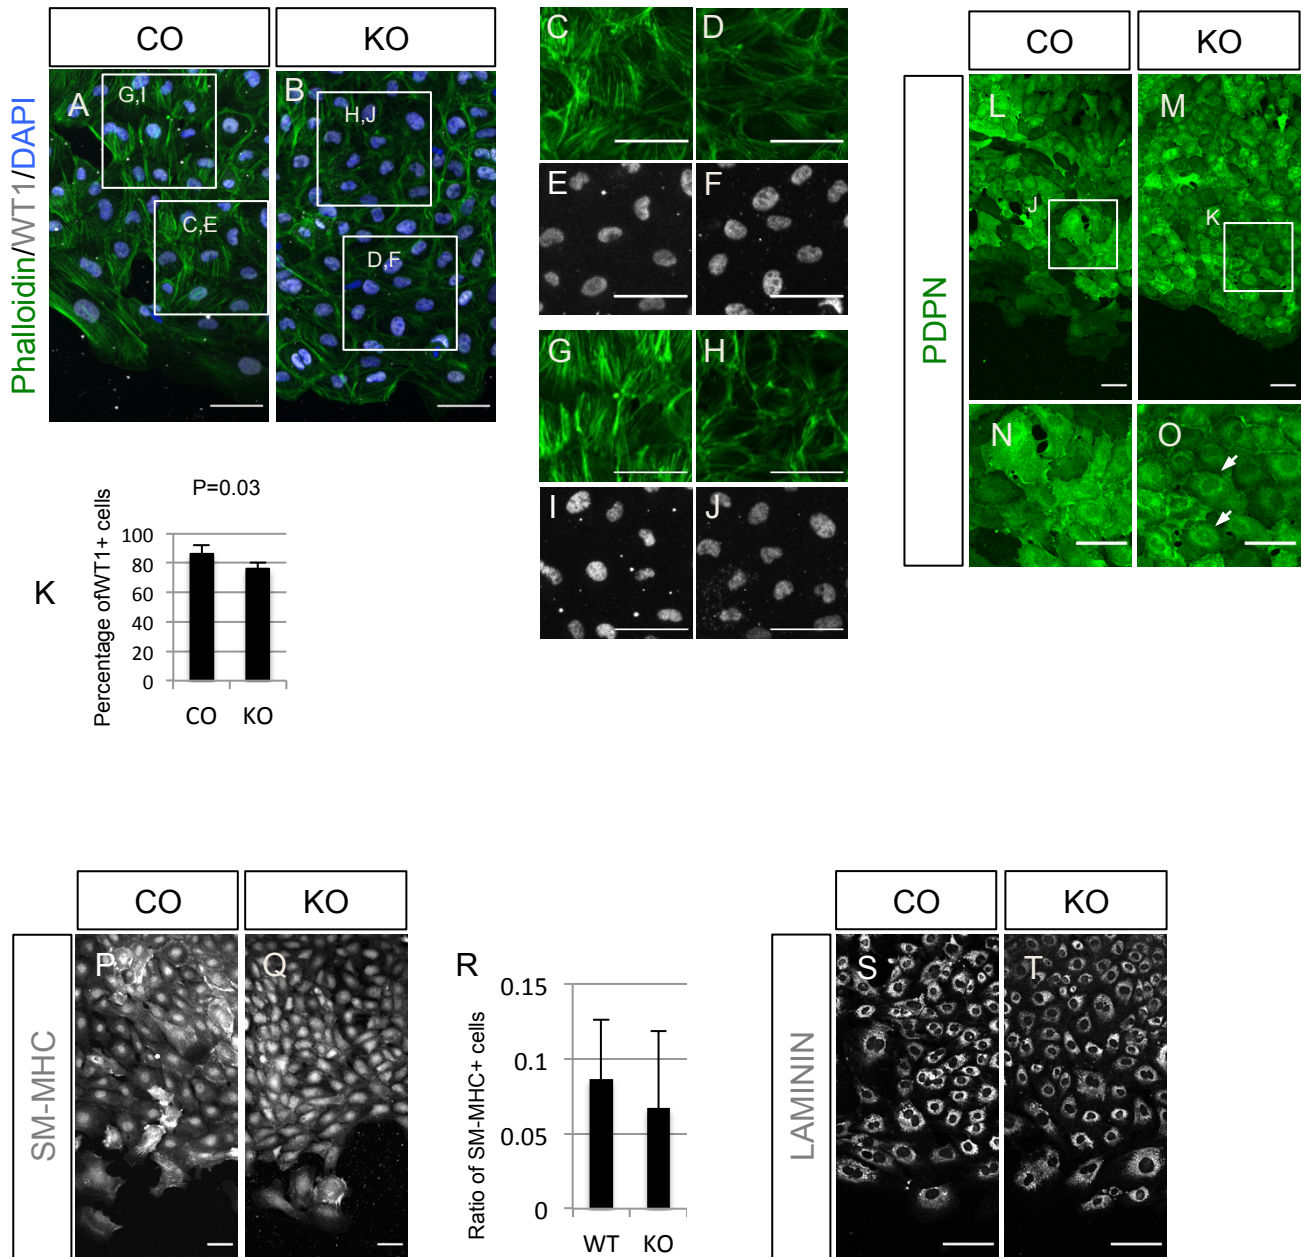 CO
KO
Phalloidin/WT1/DAPI
A
G,I
C,E
B
H,J
D,F
C
D
E
F
G
H
I
J
CO
KO
PDPN
L
J
M
K
N
O
K
P=0.03
Percentage ofWT1+ cells
100
80
60
40
20
0
CO
KO
CO
KO
SM-MHC
P
Q
R
Ratio of SM-MHC+ cells
0.15
0.1
0.05
0
WT
KO
CO
KO
LAMININ
S
T